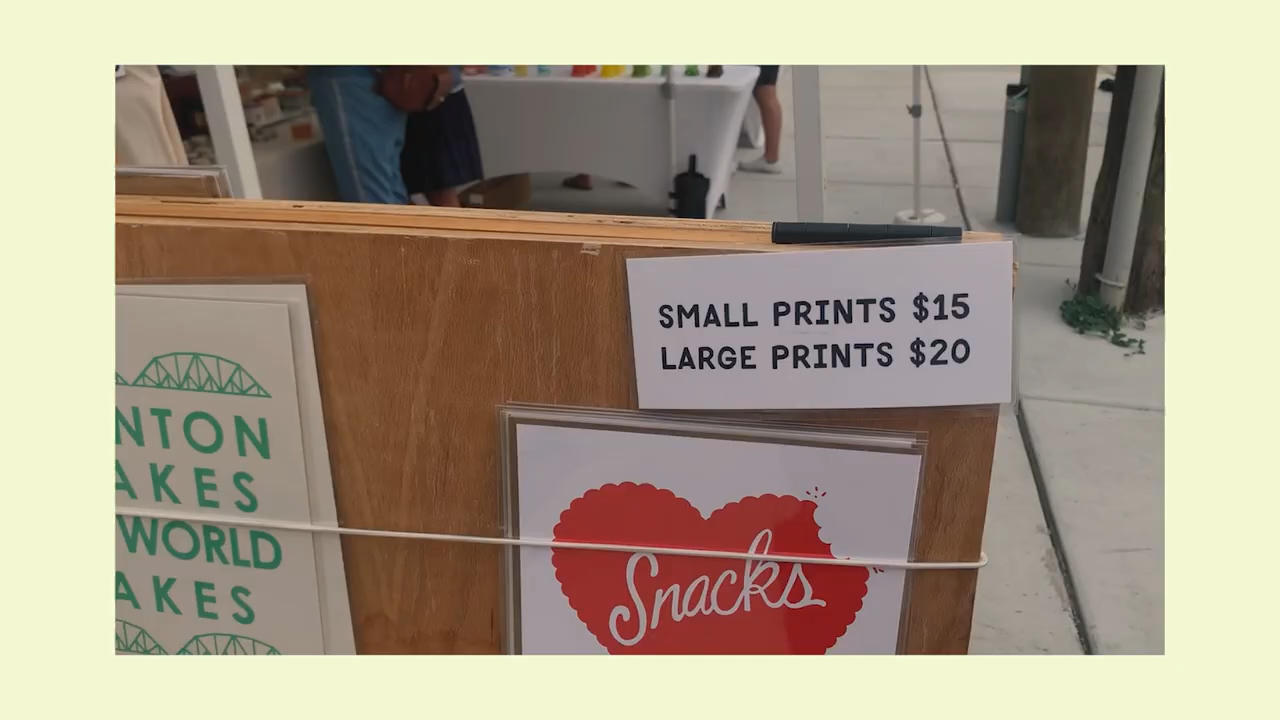 SMALL PRINTS $15
LARGE PRINTS $20
NTON
AKES
WORLD
AKES
Snacks